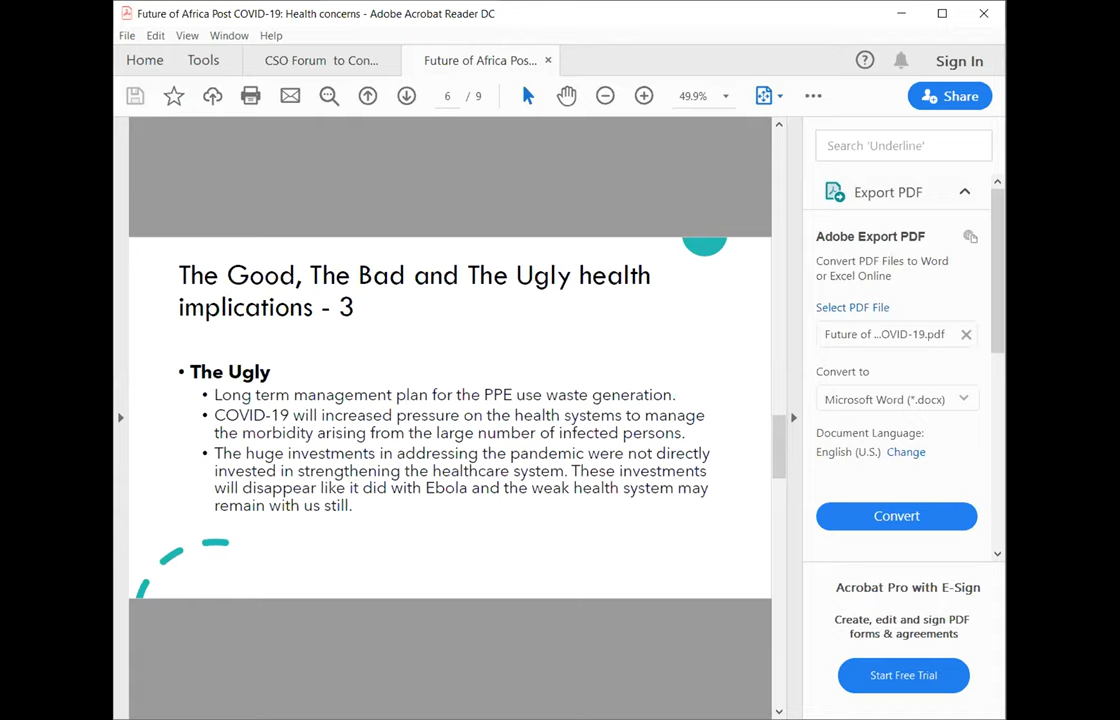 Future of Africa Post COVID-19: Health concerns - Adobe Acrobat Reader DC
File Edit View Window Help
Home Tools CSO Forum to Con... Future of Africa Pos... × Sign In
6 / 9 49.9% Share
Search 'Underline'
Export PDF
Adobe Export PDF
Convert PDF Files to Word
or Excel Online
Select PDF File
Future of ...OVID-19.pdf
Convert to
Microsoft Word (*.docx)
Document Language:
English (U.S.) Change
Convert
Acrobat Pro with E-Sign
Create, edit and sign PDF
forms & agreements
Start Free Trial
The Good, The Bad and The Ugly health
implications - 3
• The Ugly
• Long term management plan for the PPE use waste generation.
• COVID-19 will increased pressure on the health systems to manage
the morbidity arising from the large number of infected persons.
• The huge investments in addressing the pandemic were not directly
invested in strengthening the healthcare system. These investments
will disappear like it did with Ebola and the weak health system may
remain with us still.